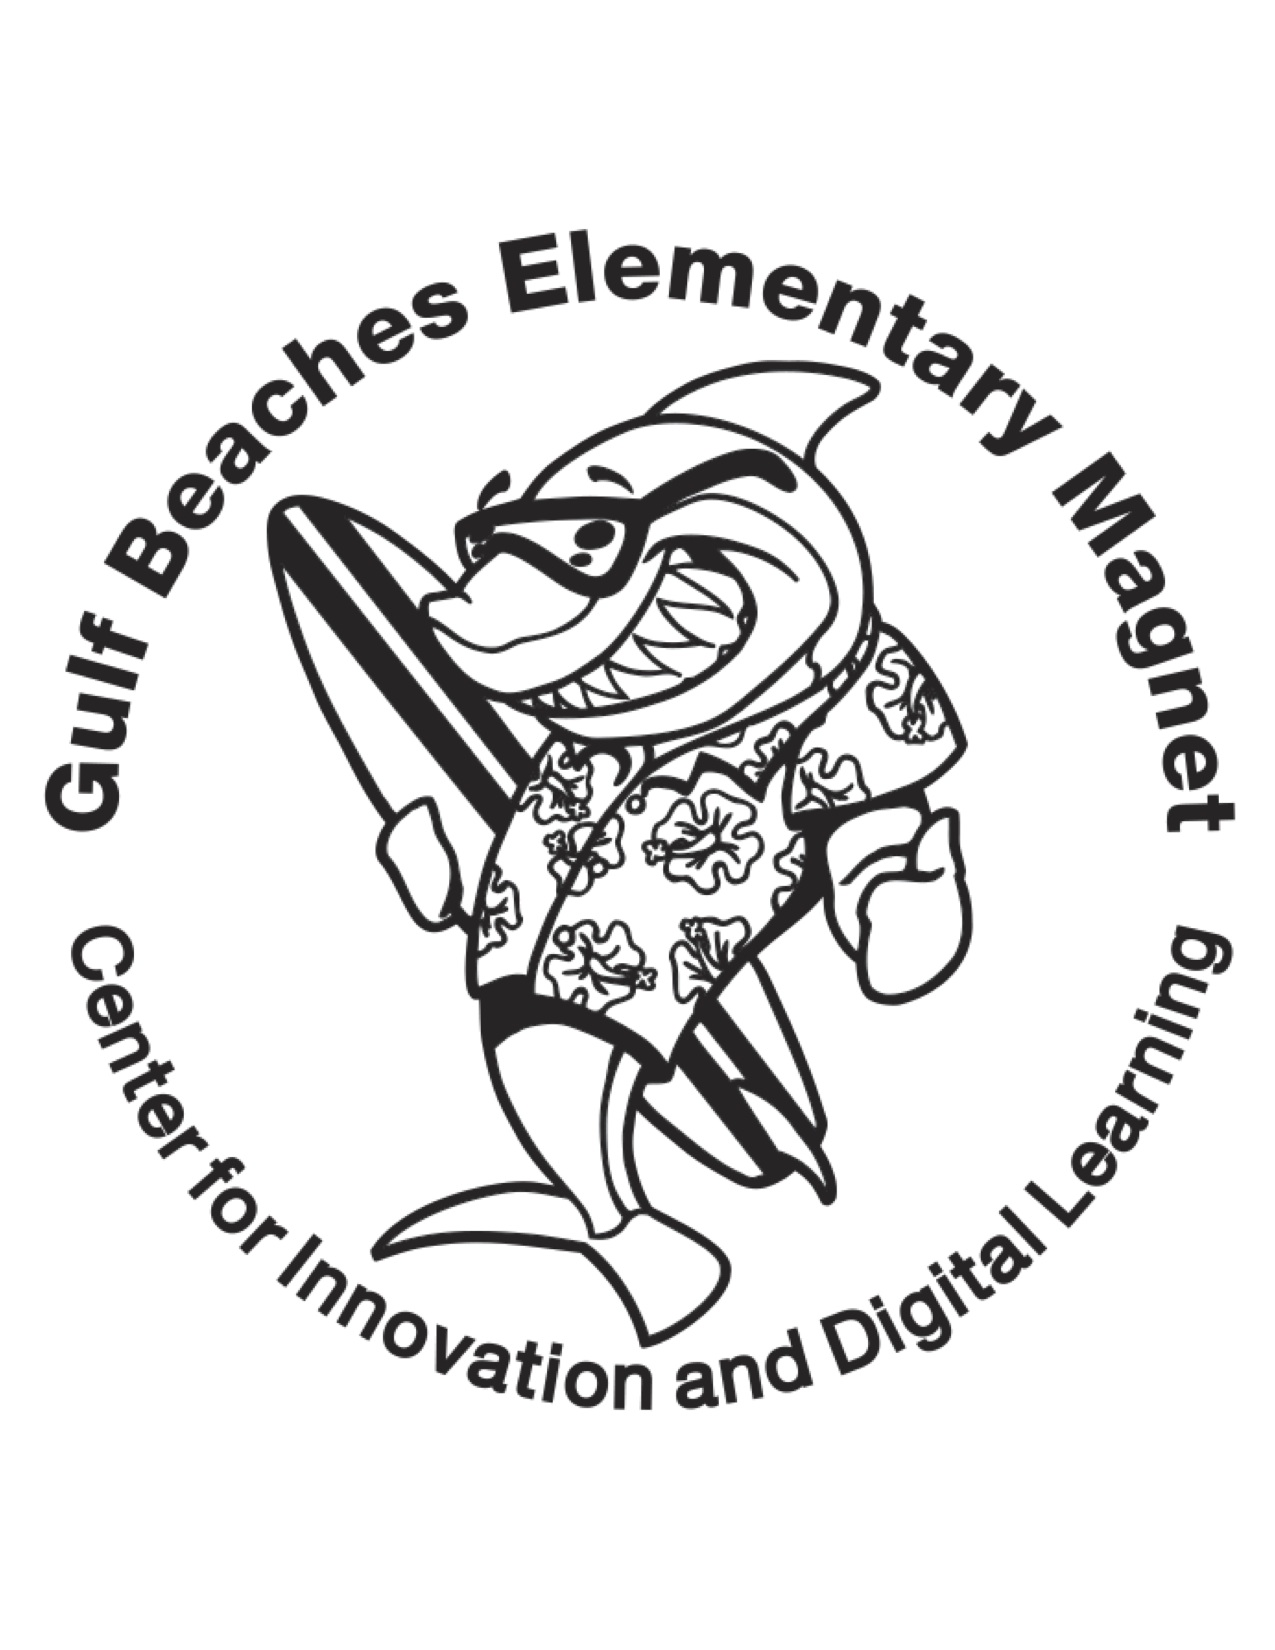 Gulf Beaches Elementary Magnet
Center for Innovation and Digital Learning